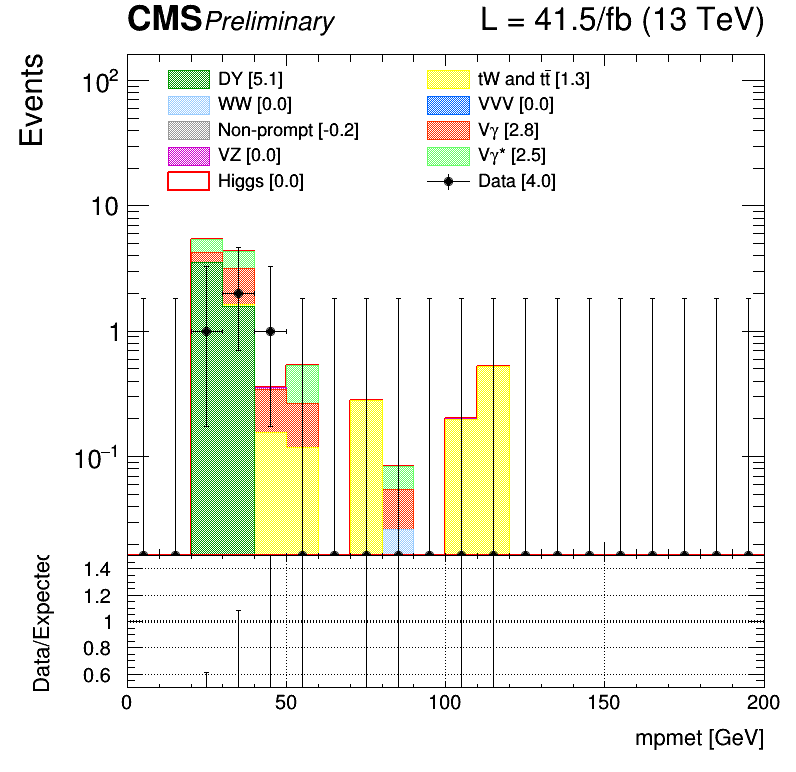 CMS Preliminary L = 41.5/fb (13 TeV)
Events
10²
10
1
10⁻¹
DY [5.1]
WW [0.0]
Non-prompt [-0.2]
VZ [0.0]
Higgs [0.0]
tW and tt̄ [1.3]
VVV [0.0]
Vγ [2.8]
Vγ* [2.5]
Data [4.0]
Data/Expected
1.4
1.2
1
0.8
0.6
0 50 100 150 200
mpmet [GeV]